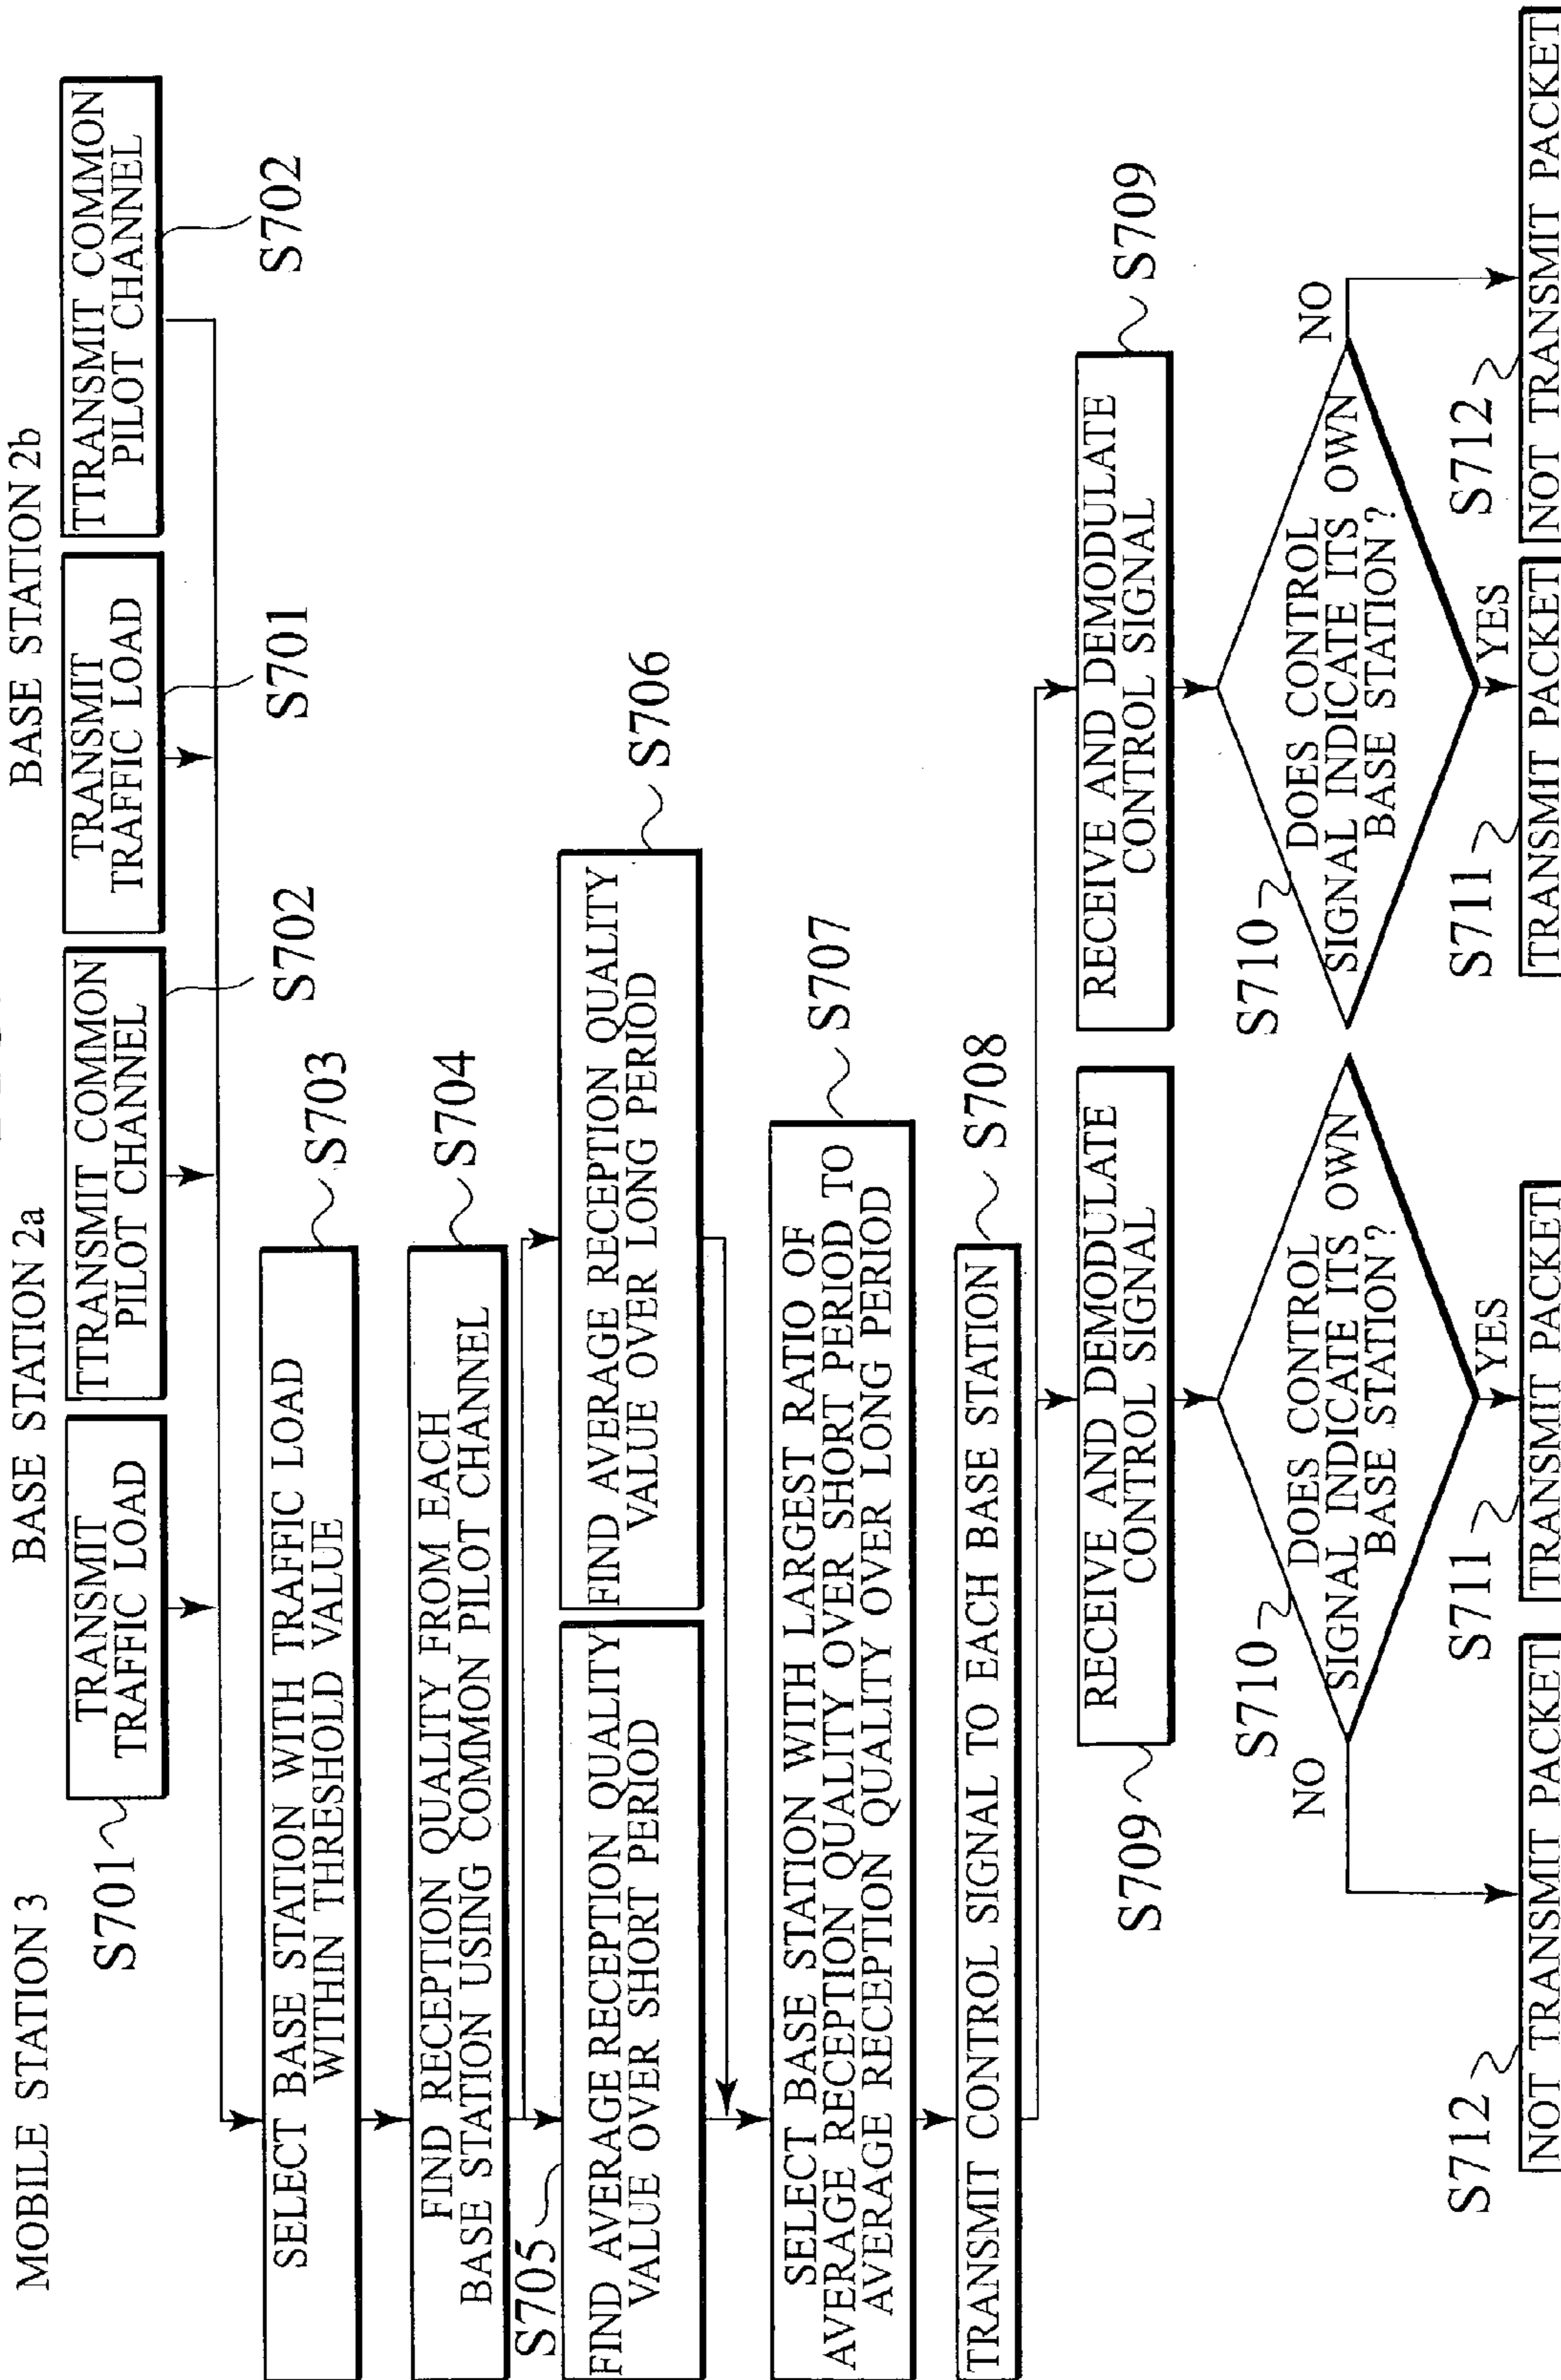 MOBILE STATION 3
BASE STATION 2a
BASE STATION 2b
TRANSMIT
TRAFFIC LOAD
S701
TTRANSMIT COMMON
PILOT CHANNEL
S702
TRANSMIT
TRAFFIC LOAD
S701
TTRANSMIT COMMON
PILOT CHANNEL
S702
SELECT BASE STATION WITH TRAFFIC LOAD
WITHIN THRESHOLD VALUE
S703
FIND RECEPTION QUALITY FROM EACH
BASE STATION USING COMMON PILOT CHANNEL
S704
S705
FIND AVERAGE RECEPTION QUALITY
VALUE OVER SHORT PERIOD
FIND AVERAGE RECEPTION QUALITY
VALUE OVER LONG PERIOD
S706
SELECT BASE STATION WITH LARGEST RATIO OF
AVERAGE RECEPTION QUALITY OVER SHORT PERIOD TO
AVERAGE RECEPTION QUALITY OVER LONG PERIOD
S707
TRANSMIT CONTROL SIGNAL TO EACH BASE STATION
S708
S709
RECEIVE AND DEMODULATE
CONTROL SIGNAL
RECEIVE AND DEMODULATE
CONTROL SIGNAL
S709
S710
DOES CONTROL
SIGNAL INDICATE ITS OWN
BASE STATION ?
NO
YES
S710
DOES CONTROL
SIGNAL INDICATE ITS OWN
BASE STATION ?
NO
YES
S712
NOT TRANSMIT PACKET
S711
TRANSMIT PACKET
S711
TRANSMIT PACKET
S712
NOT TRANSMIT PACKET